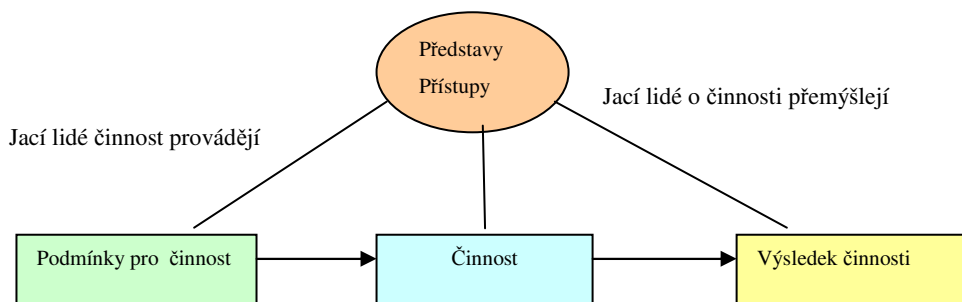 Představy
Přístupy
Jací lidé o činnosti přemýšlejí
Jací lidé činnost provádějí
Podmínky pro činnost
Činnost
Výsledek činnosti